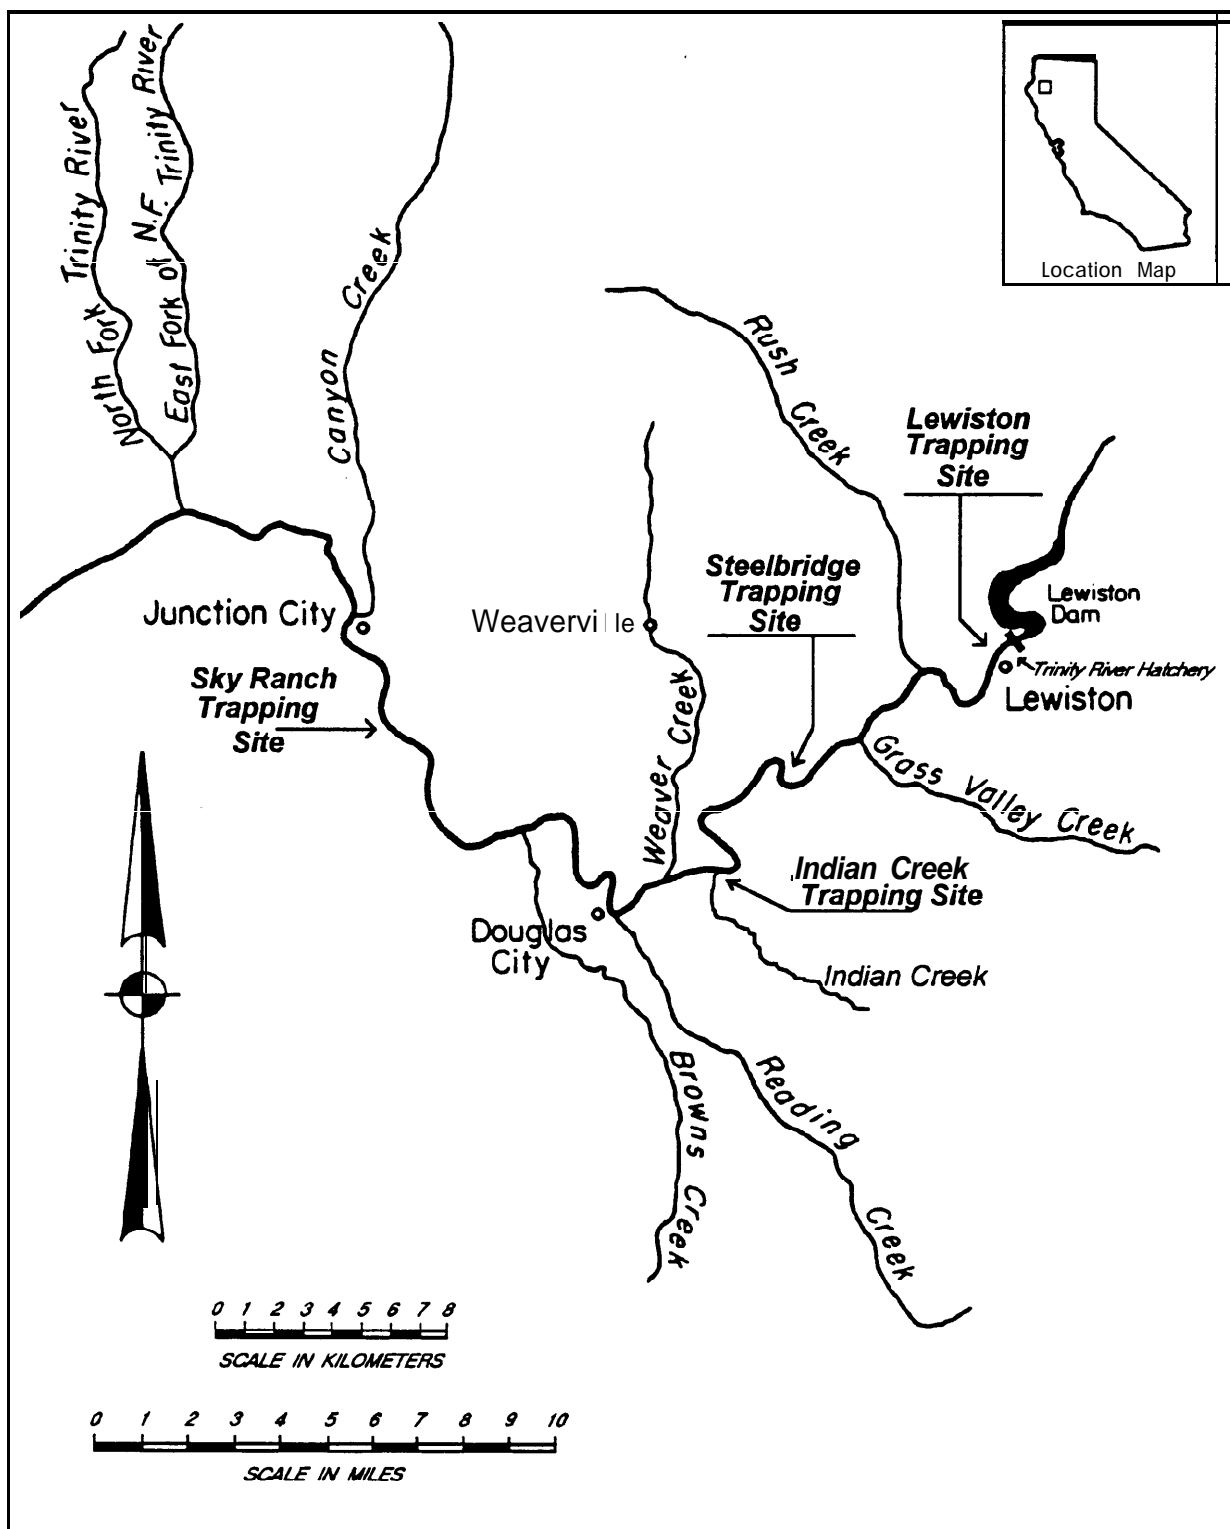 North Fork Trinity River
East Fork of N.F. Trinity River
Canyon Creek
Location Map
Rush Creek
Lewiston
Trapping
Site
Steelbridge
Trapping
Site
Lewiston
Dam
Junction City
Weaverville
Trinity River Hatchery
Lewiston
Sky Ranch
Trapping
Site
Weaver Creek
Grass Valley Creek
Indian Creek
Trapping Site
Douglas
City
Indian Creek
Browns Creek
Reading Creek
0 1 2 3 4 5 6 7 8
SCALE IN KILOMETERS
0 1 2 3 4 5 6 7 8 9 10
SCALE IN MILES